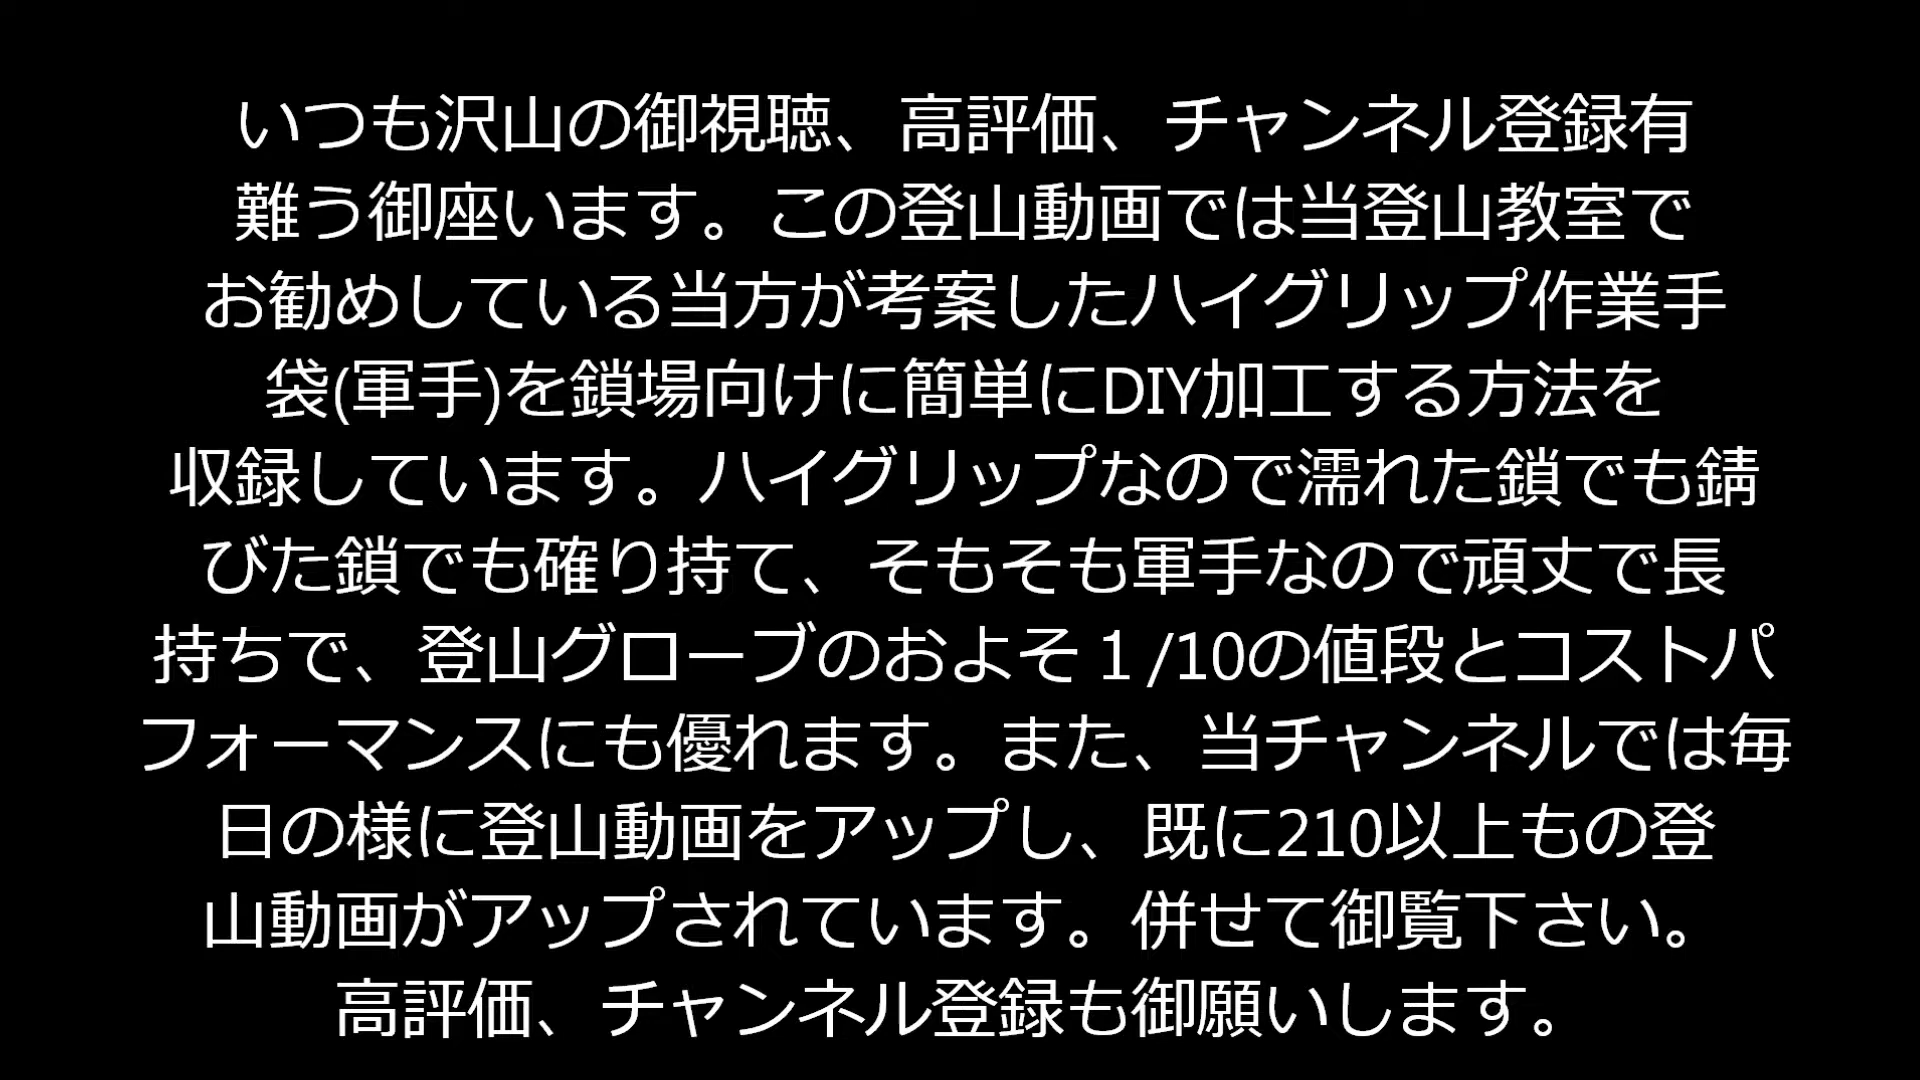 いつも沢山の御視聴、高評価、チャンネル登録有
難う御座います。この登山動画では当登山教室で
お勧めしている当方が考案したハイグリップ作業手
袋(軍手)を鎖場向けに簡単にDIY加工する方法を
収録しています。ハイグリップなので濡れた鎖でも錆
びた鎖でも確り持て、そもそも軍手なので頑丈で長
持ちで、登山グローブのおよそ１/10の値段とコストパ
フォーマンスにも優れます。また、当チャンネルでは毎
日の様に登山動画をアップし、既に210以上もの登
山動画がアップされています。併せて御覧下さい。
高評価、チャンネル登録も御願いします。